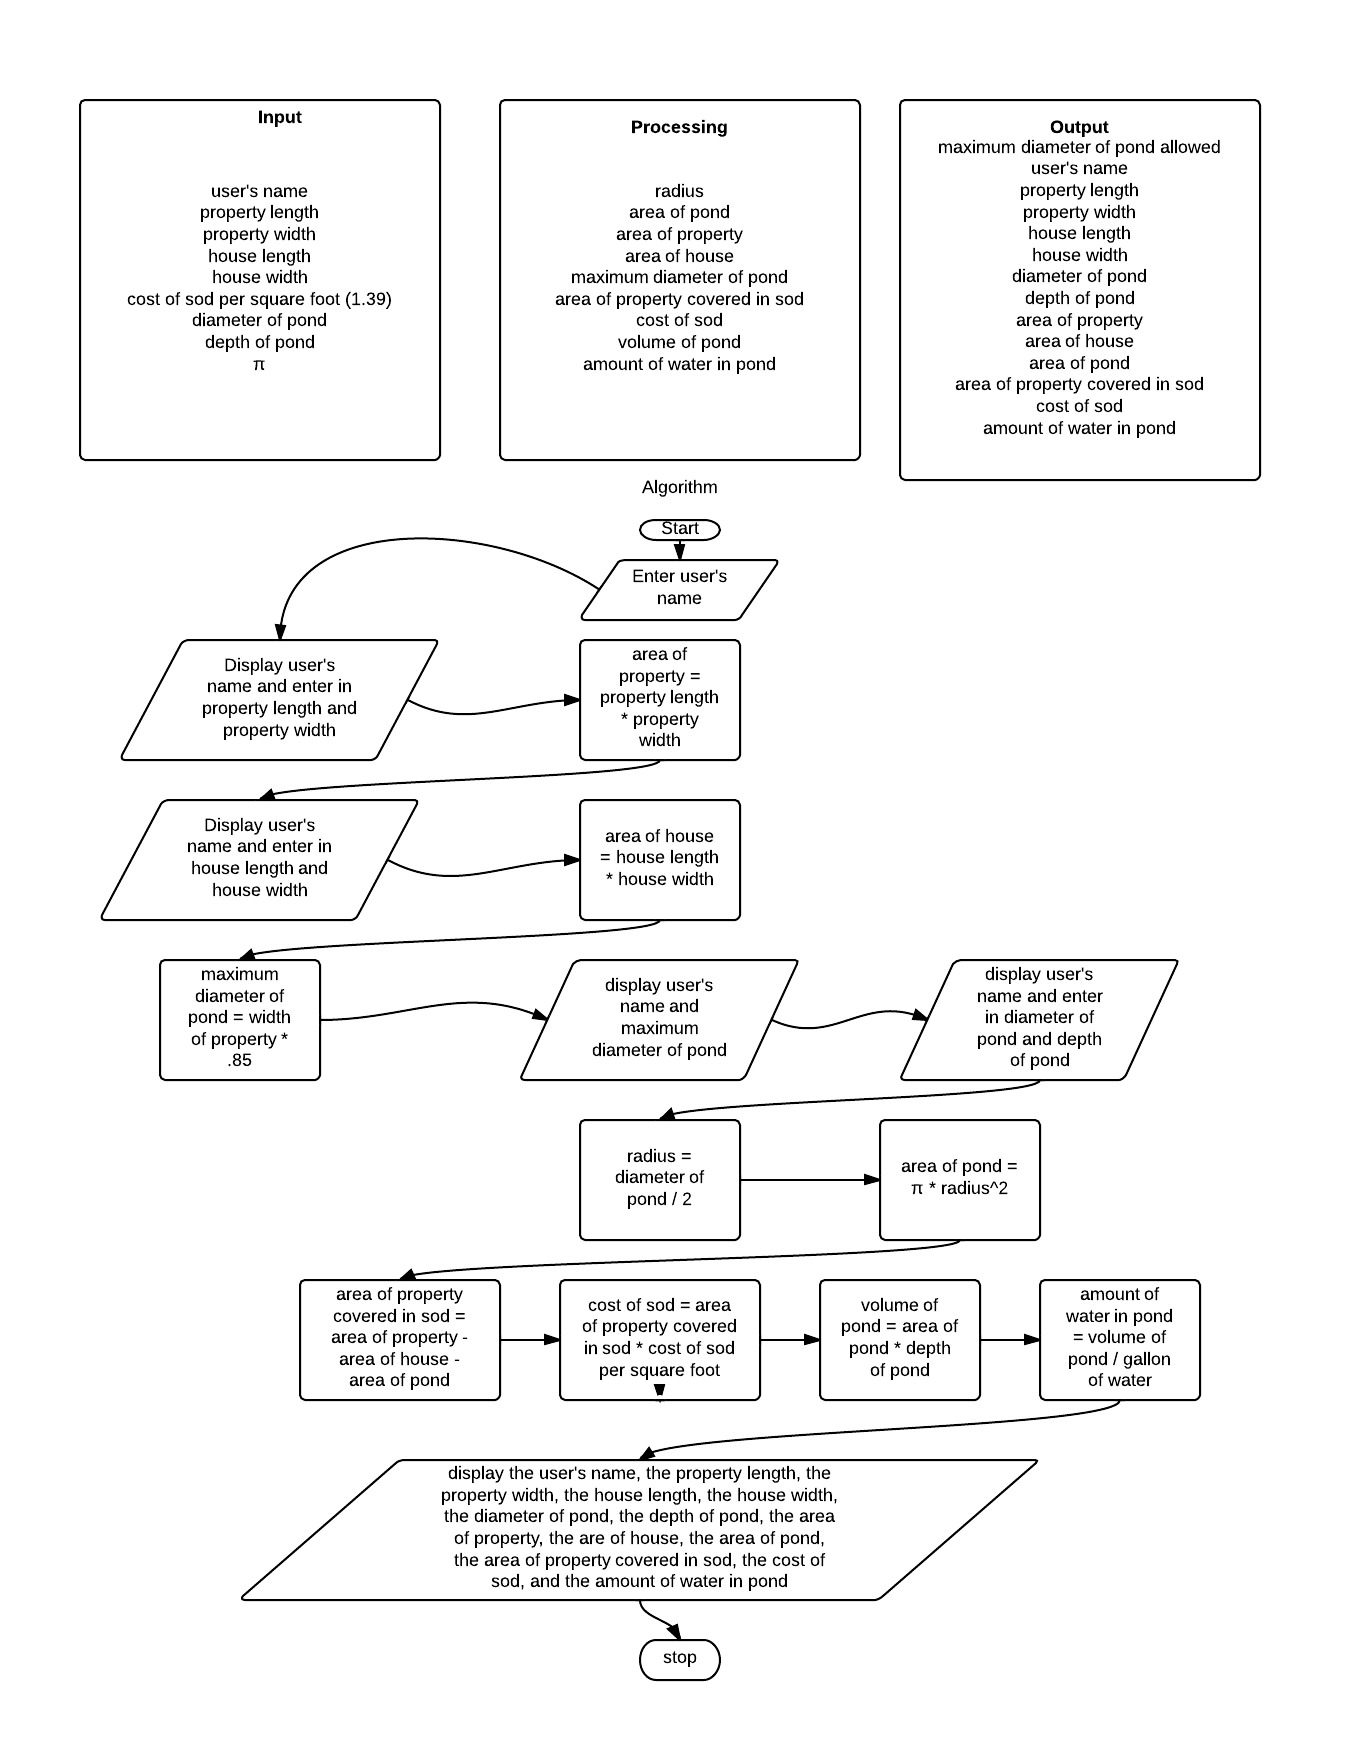 Input
user's name
property length
property width
house length
house width
cost of sod per square foot (1.39)
diameter of pond
depth of pond
π
Processing
radius
area of pond
area of property
area of house
maximum diameter of pond
area of property covered in sod
cost of sod
volume of pond
amount of water in pond
Output
maximum diameter of pond allowed
user's name
property length
property width
house length
house width
diameter of pond
depth of pond
area of property
area of house
area of pond
area of property covered in sod
cost of sod
amount of water in pond
Algorithm
Start
Enter user's
name
Display user's
name and enter in
property length and
property width
area of
property =
property length
* property
width
Display user's
name and enter in
house length and
house width
area of house
= house length
* house width
maximum
diameter of
pond = width
of property *
.85
display user's
name and
maximum
diameter of pond
display user's
name and enter
in diameter of
pond and depth
of pond
radius =
diameter of
pond / 2
area of pond =
π * radius^2
area of property
covered in sod =
area of property -
area of house -
area of pond
cost of sod = area
of property covered
in sod * cost of sod
per square foot
volume of
pond = area of
pond * depth
of pond
amount of
water in pond
= volume of
pond / gallon
of water
display the user's name, the property length, the
property width, the house length, the house width,
the diameter of pond, the depth of pond, the area
of property, the are of house, the area of pond,
the area of property covered in sod, the cost of
sod, and the amount of water in pond
stop